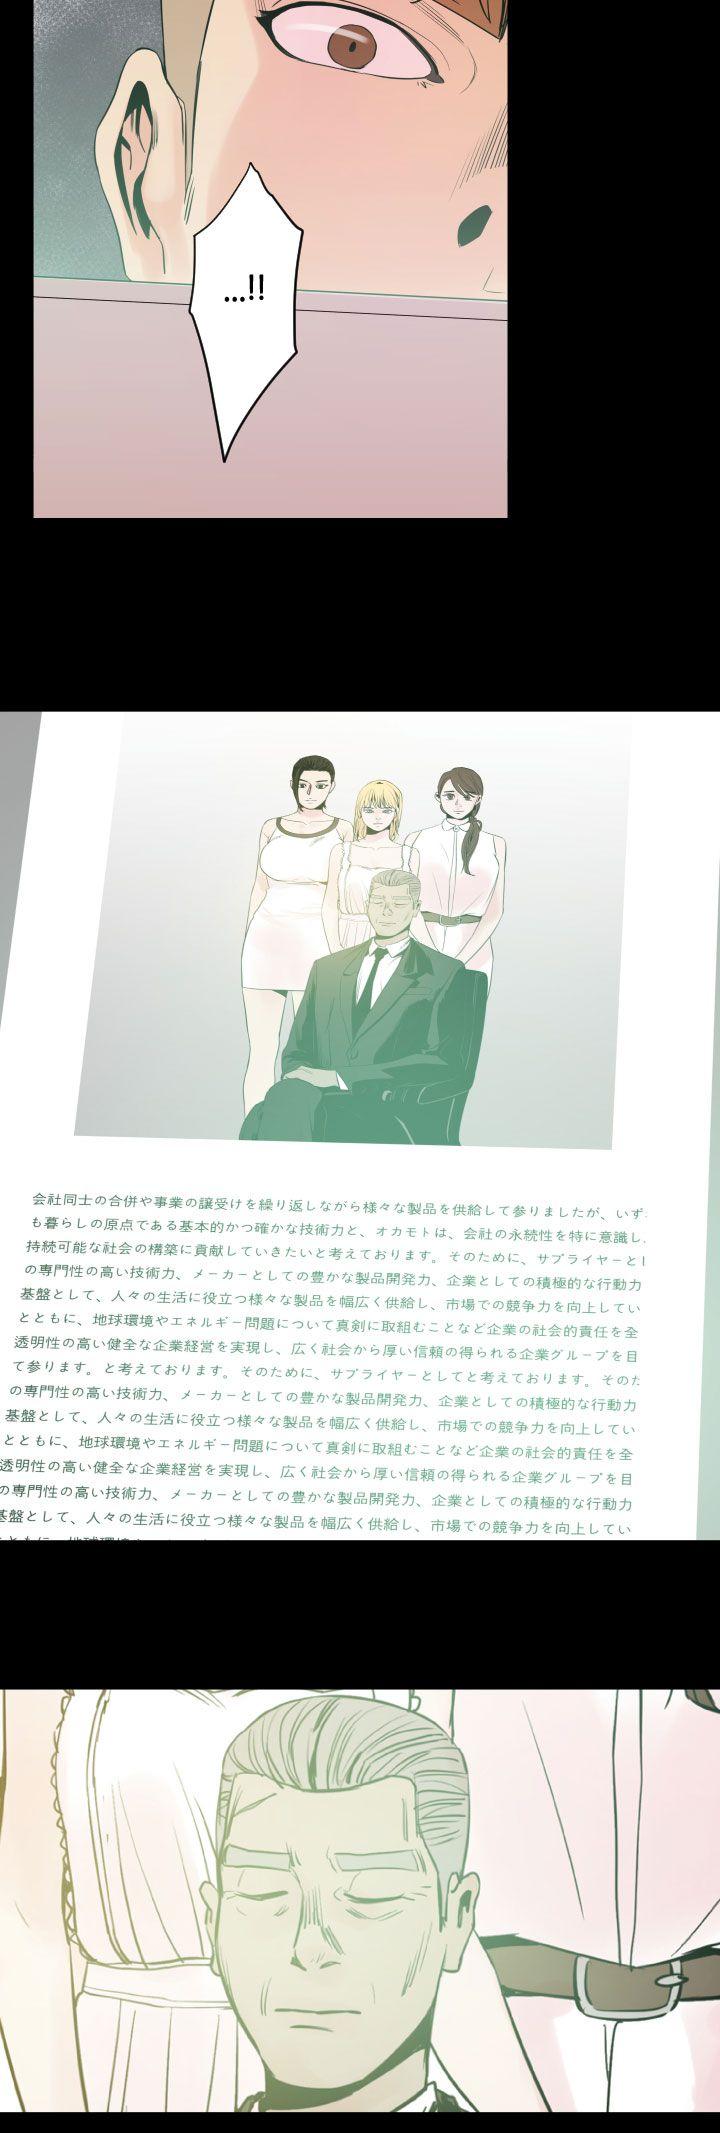 ...!!
会社同士の合併や事業の譲受けを繰り返しながら様々な製品を供給して参りましたが、いず
も暮らしの原点である基本的かつ確かな技術力と、オカモトは、会社の永続性を特に意識し、
持続可能な社会の構築に貢献していきたいと考えております。そのために、サプライヤーとし
の専門性の高い技術力、メーカーとしての豊かな製品開発力、企業としての積極的な行動力
基盤として、人々の生活に役立つ様々な製品を幅広く供給し、市場での競争力を向上してい
とともに、地球環境やエネルギー問題について真剣に取組むことなど企業の社会的責任を全
透明性の高い健全な企業経営を実現し、広く社会から厚い信頼の得られる企業グループを目
て参ります。と考えております。そのために、サプライヤーとしてと考えております。そのた
の専門性の高い技術力、メーカーとしての豊かな製品開発力、企業としての積極的な行動力
基盤として、人々の生活に役立つ様々な製品を幅広く供給し、市場での競争力を向上してい
とともに、地球環境やエネルギー問題について真剣に取組むことなど企業の社会的責任を全
透明性の高い健全な企業経営を実現し、広く社会から厚い信頼の得られる企業グループを目
の専門性の高い技術力、メーカーとしての豊かな製品開発力、企業としての積極的な行動力
基盤として、人々の生活に役立つ様々な製品を幅広く供給し、市場での競争力を向上してい